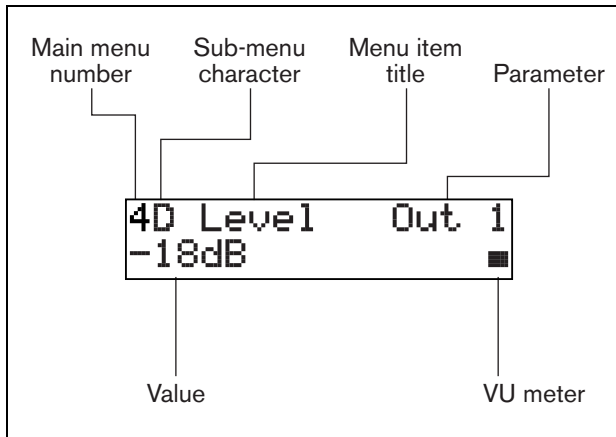 Main menu
number
Sub-menu
character
Menu item
title
Parameter
4D Level Out 1
-18dB
Value
VU meter